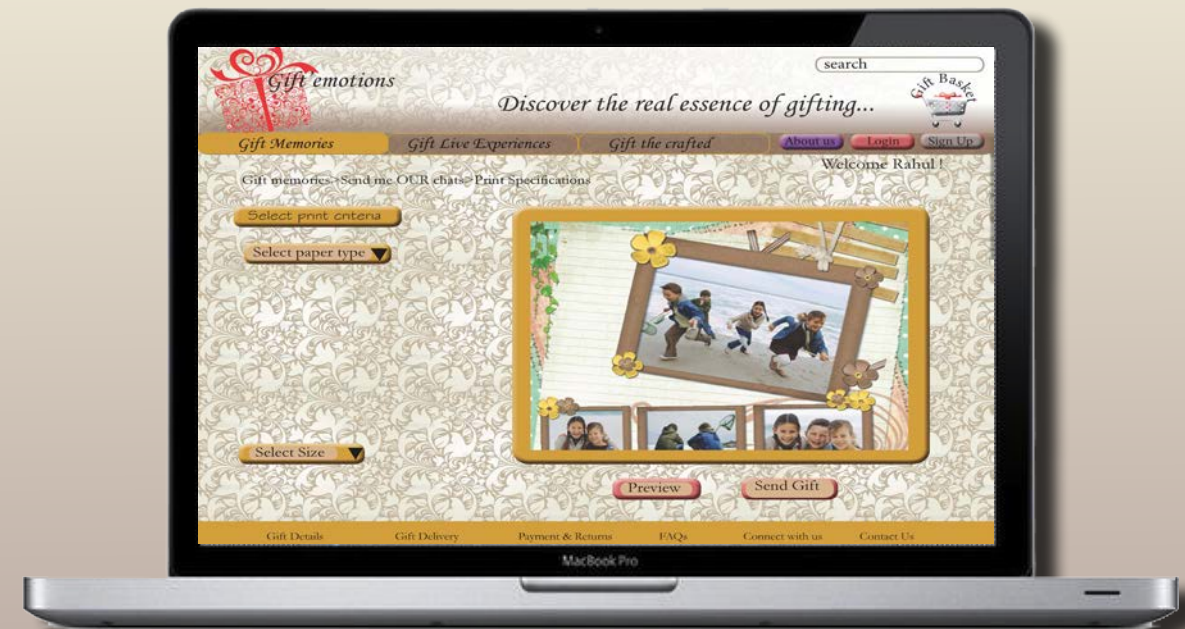 Gift emotions
search
Gift Basket
Discover the real essence of gifting...
Gift Memories
Gift Live Experiences
Gift the crafted
About us
Login
Sign Up
Welcome Rahul !
Gift memories>Send me OUR chats>Print Specifications
Select print criteria
Select paper type
Select Size
Preview
Send Gift
Gift Details
Gift Delivery
Payment & Returns
FAQs
Connect with us
Contact Us
MacBook Pro